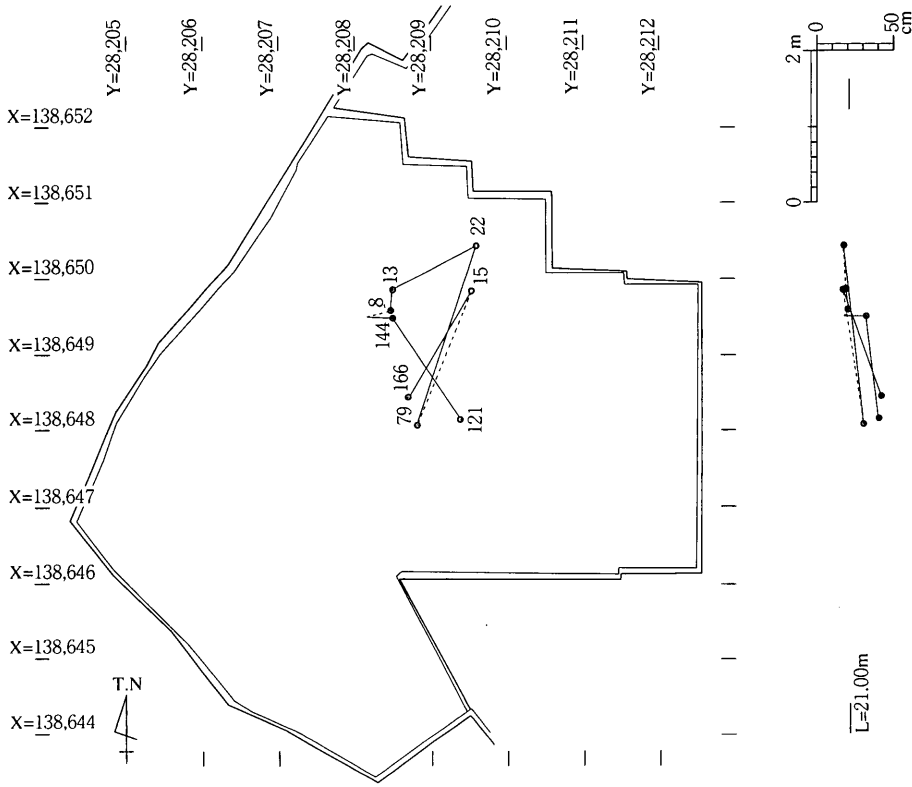 Y=28,205
Y=28,206
Y=28,207
Y=28,208
Y=28,209
Y=28,210
Y=28,211
Y=28,212
X=138,652
X=138,651
X=138,650
X=138,649
X=138,648
X=138,647
X=138,646
X=138,645
X=138,644
22
13
15
8
144
166
79
121
T.N
0
2 m
0
50
cm
L=21.00m